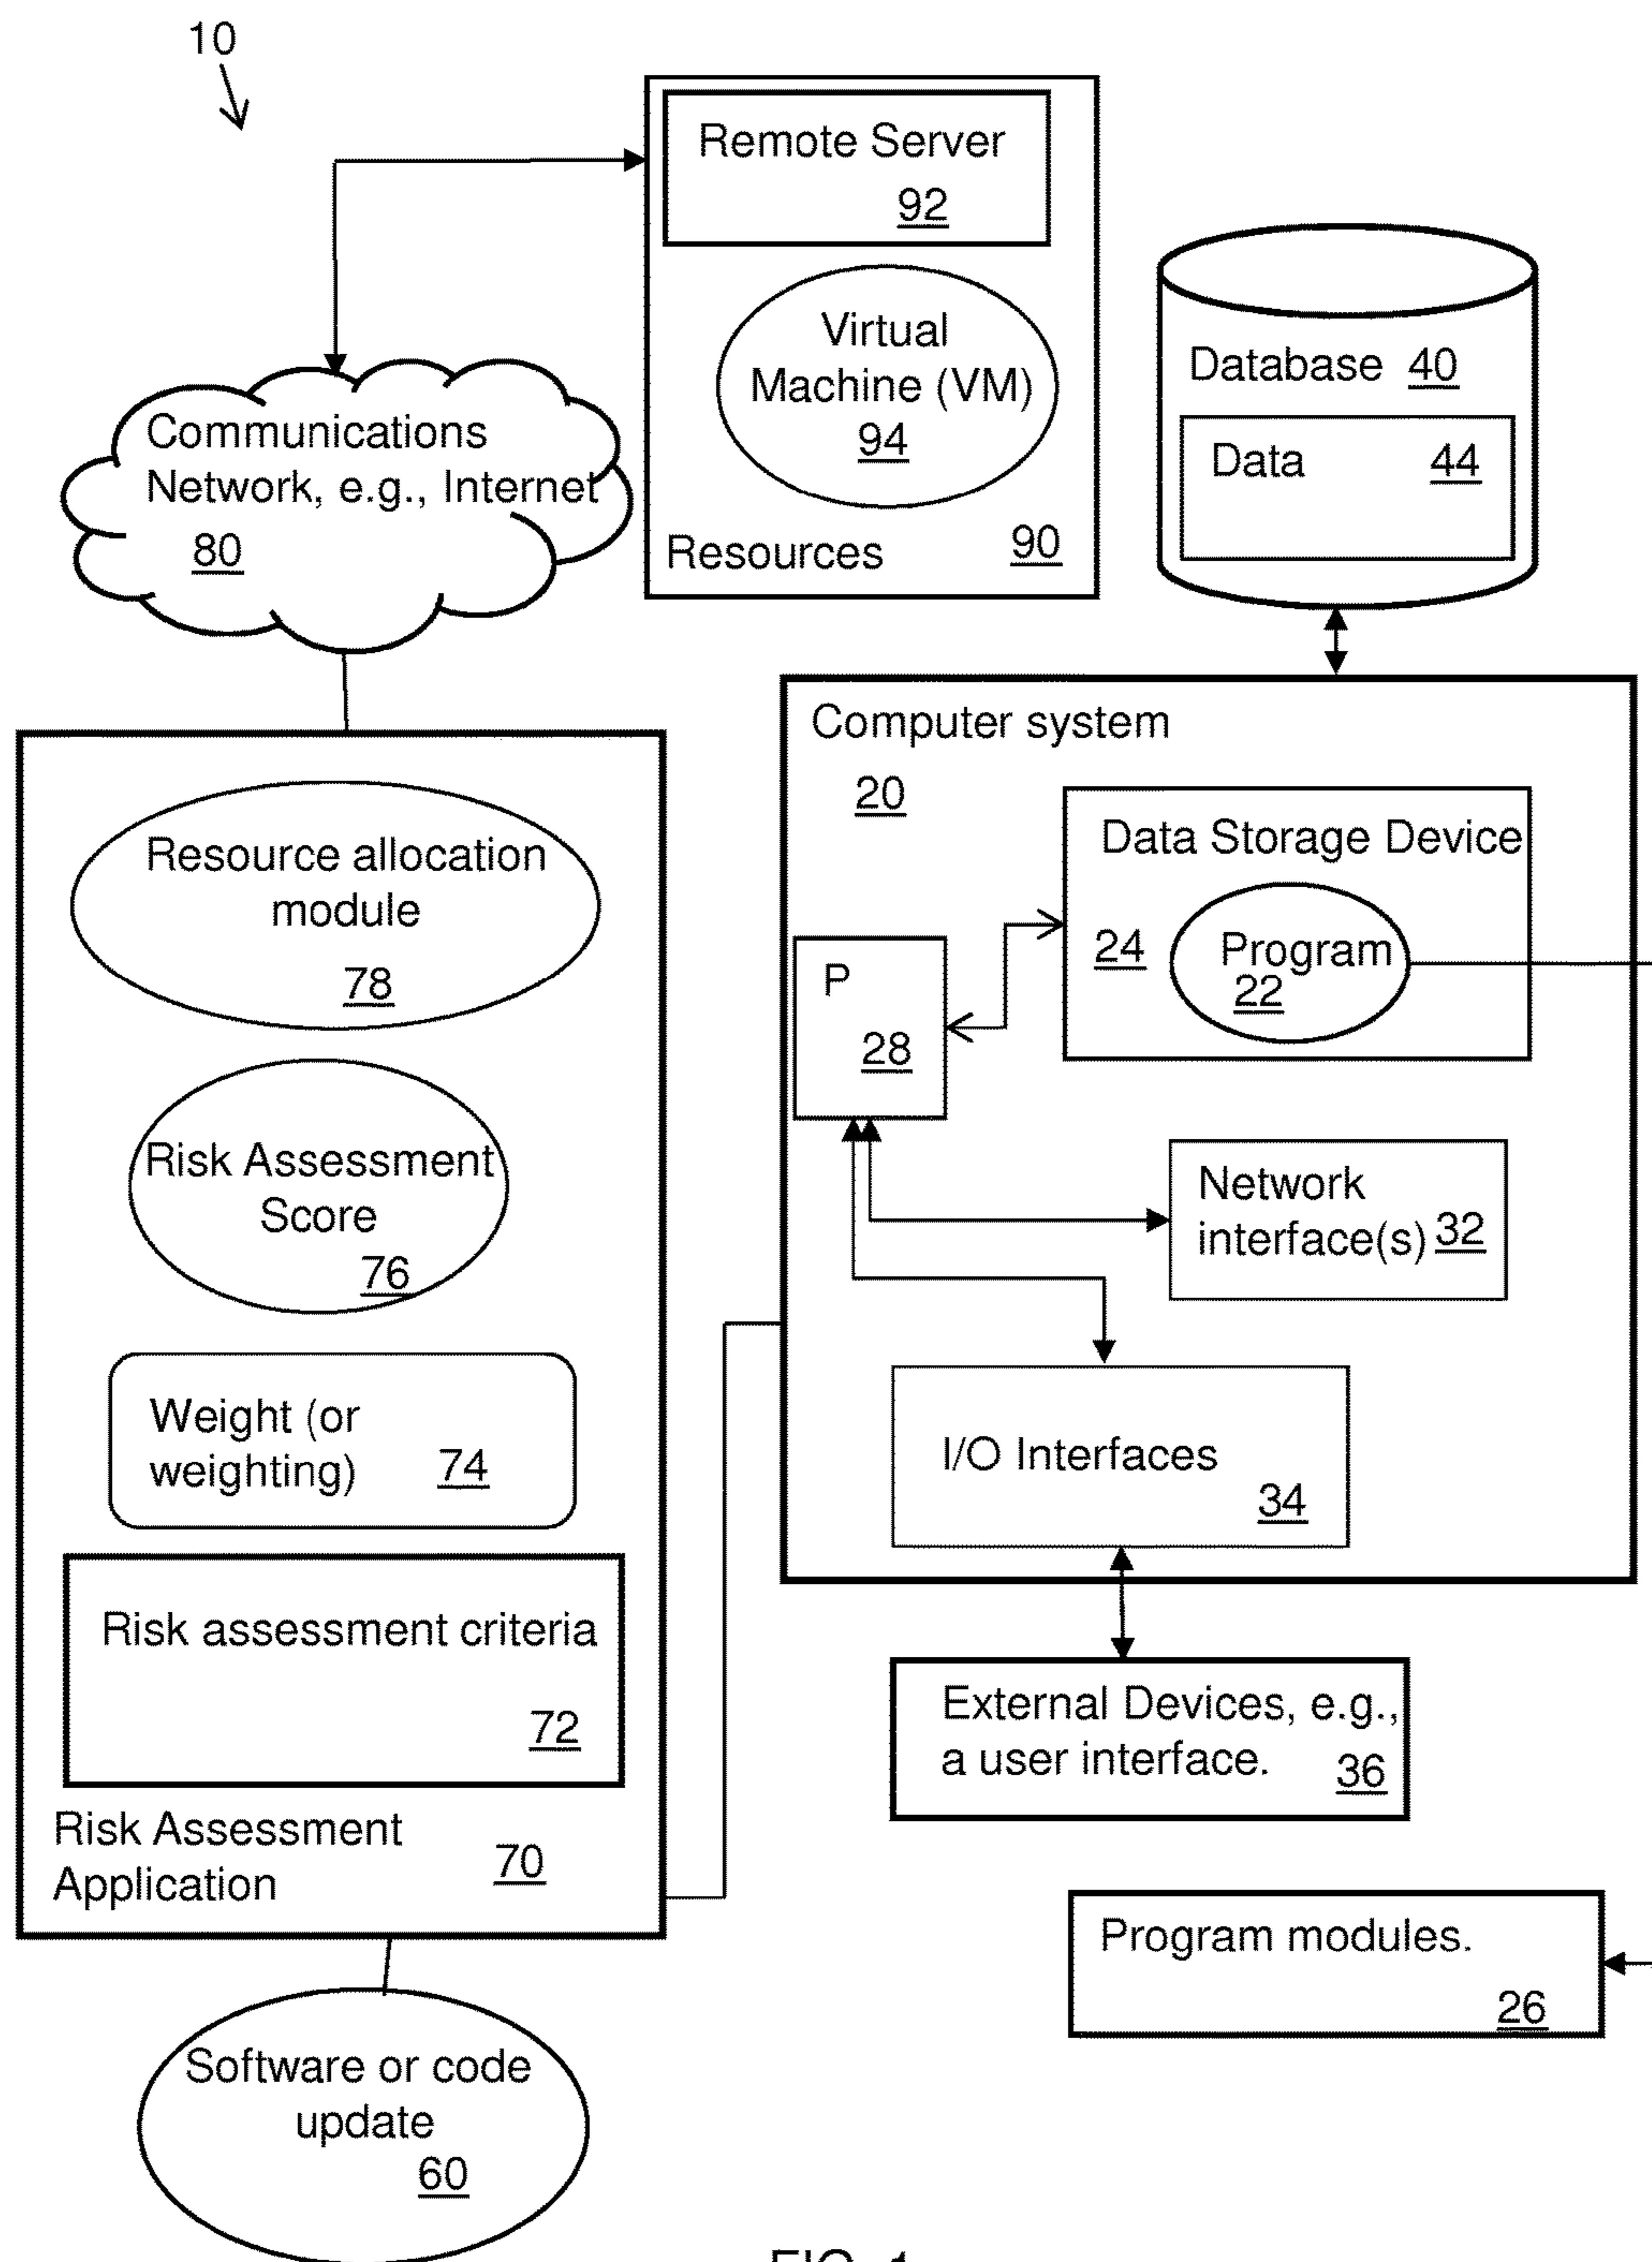 10
Remote Server
92
Virtual
Machine (VM)
94
Resources 90
Database 40
Data 44
Communications
Network, e.g., Internet
80
Computer system
20
Data Storage Device
24
Program
22
P
28
Network
interface(s) 32
I/O Interfaces
34
External Devices, e.g.,
a user interface. 36
Program modules.
26
Resource allocation
module
78
Risk Assessment
Score
76
Weight (or
weighting) 74
Risk assessment criteria
72
Risk Assessment
Application 70
Software or code
update
60
FIG. 1